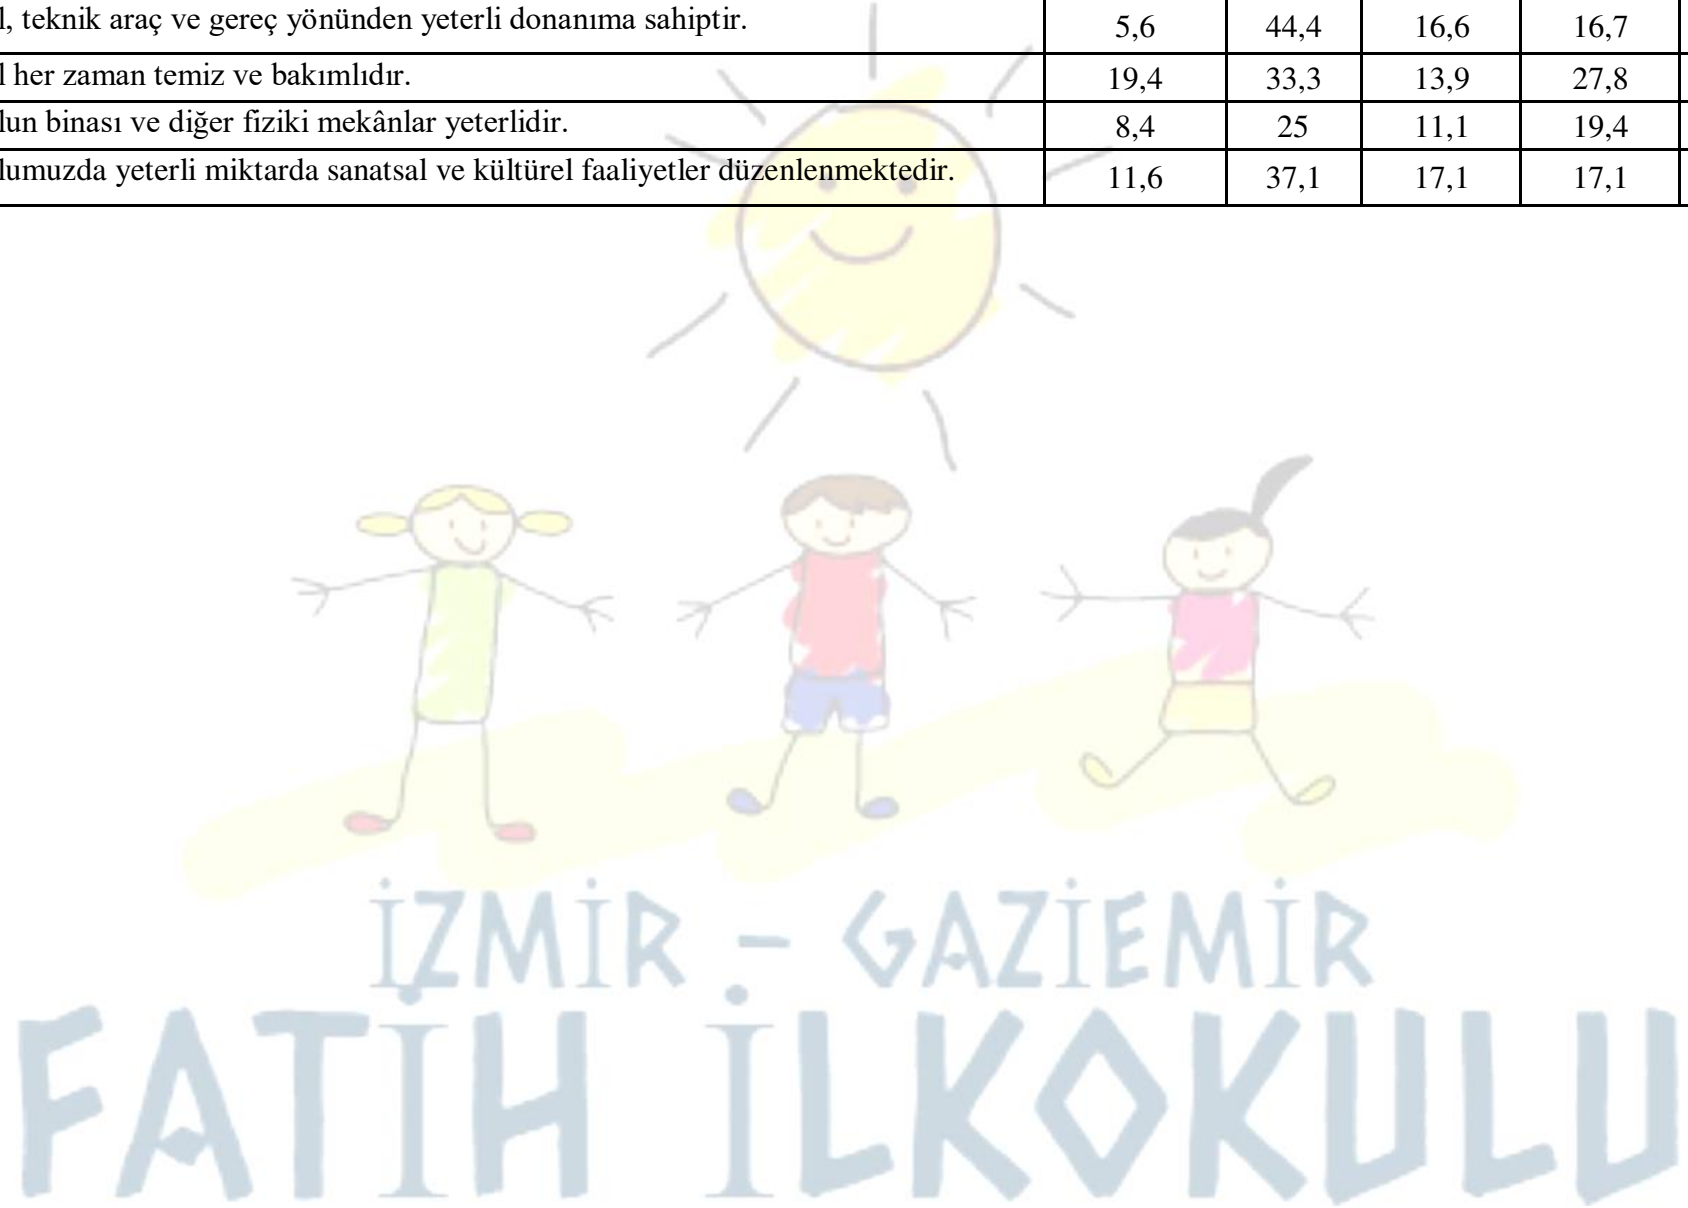 l, teknik araç ve gereç yönünden yeterli donanıma sahiptir. 5,6 44,4 16,6 16,7
l her zaman temiz ve bakımlıdır. 19,4 33,3 13,9 27,8
lun binası ve diğer fiziki mekânlar yeterlidir. 8,4 25 11,1 19,4
lumuzda yeterli miktarda sanatsal ve kültürel faaliyetler düzenlenmektedir. 11,6 37,1 17,1 17,1
İZMİR - GAZİEMİR
FATİH İLKOKULU